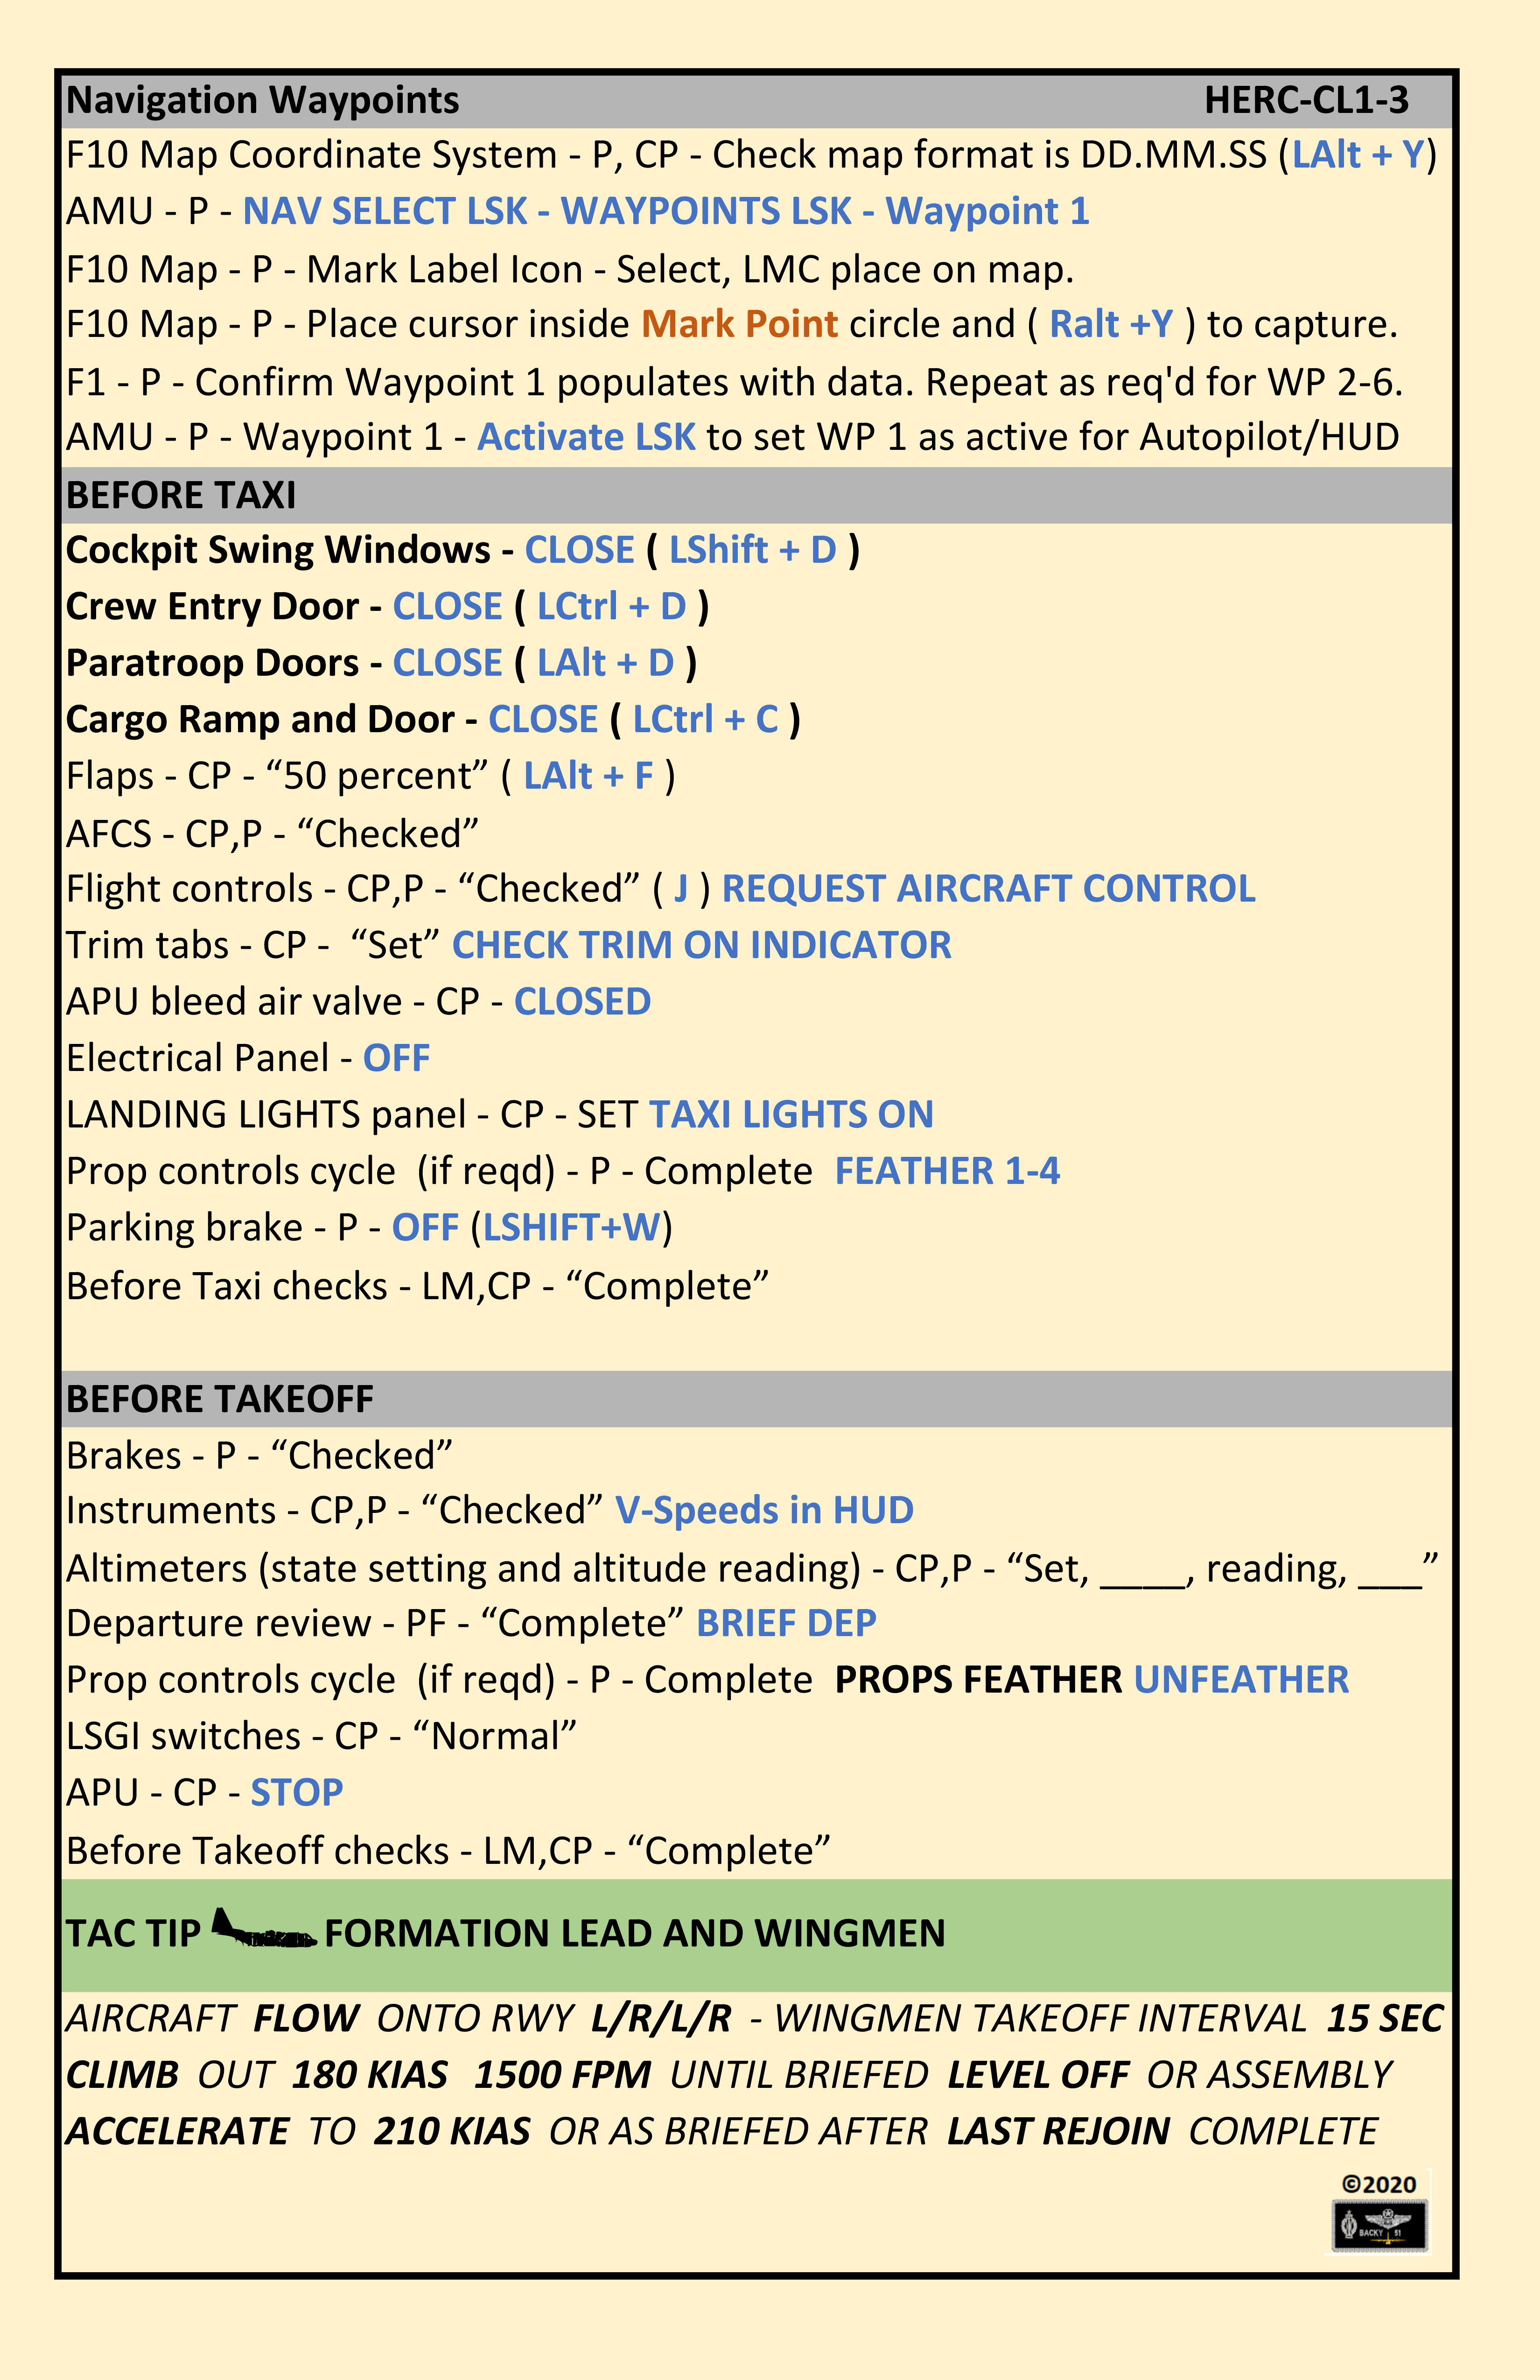 Navigation Waypoints HERC-CL1-3
F10 Map Coordinate System - P, CP - Check map format is DD.MM.SS (LAlt + Y)
AMU - P - NAV SELECT LSK - WAYPOINTS LSK - Waypoint 1
F10 Map - P - Mark Label Icon - Select, LMC place on map.
F10 Map - P - Place cursor inside Mark Point circle and ( Ralt +Y ) to capture.
F1 - P - Confirm Waypoint 1 populates with data. Repeat as req'd for WP 2-6.
AMU - P - Waypoint 1 - Activate LSK to set WP 1 as active for Autopilot/HUD
BEFORE TAXI
Cockpit Swing Windows - CLOSE ( LShift + D )
Crew Entry Door - CLOSE ( LCtrl + D )
Paratroop Doors - CLOSE ( LAlt + D )
Cargo Ramp and Door - CLOSE ( LCtrl + C )
Flaps - CP - “50 percent” ( LAlt + F )
AFCS - CP,P - “Checked”
Flight controls - CP,P - “Checked” ( J ) REQUEST AIRCRAFT CONTROL
Trim tabs - CP - “Set” CHECK TRIM ON INDICATOR
APU bleed air valve - CP - CLOSED
Electrical Panel - OFF
LANDING LIGHTS panel - CP - SET TAXI LIGHTS ON
Prop controls cycle (if reqd) - P - Complete FEATHER 1-4
Parking brake - P - OFF (LSHIFT+W)
Before Taxi checks - LM,CP - “Complete”
BEFORE TAKEOFF
Brakes - P - “Checked”
Instruments - CP,P - “Checked” V-Speeds in HUD
Altimeters (state setting and altitude reading) - CP,P - “Set, ____, reading, ___”
Departure review - PF - “Complete” BRIEF DEP
Prop controls cycle (if reqd) - P - Complete PROPS FEATHER UNFEATHER
LSGI switches - CP - “Normal”
APU - CP - STOP
Before Takeoff checks - LM,CP - “Complete”
TAC TIP FORMATION LEAD AND WINGMEN
AIRCRAFT FLOW ONTO RWY L/R/L/R - WINGMEN TAKEOFF INTERVAL 15 SEC
CLIMB OUT 180 KIAS 1500 FPM UNTIL BRIEFED LEVEL OFF OR ASSEMBLY
ACCELERATE TO 210 KIAS OR AS BRIEFED AFTER LAST REJOIN COMPLETE
©2020
BACKY 51